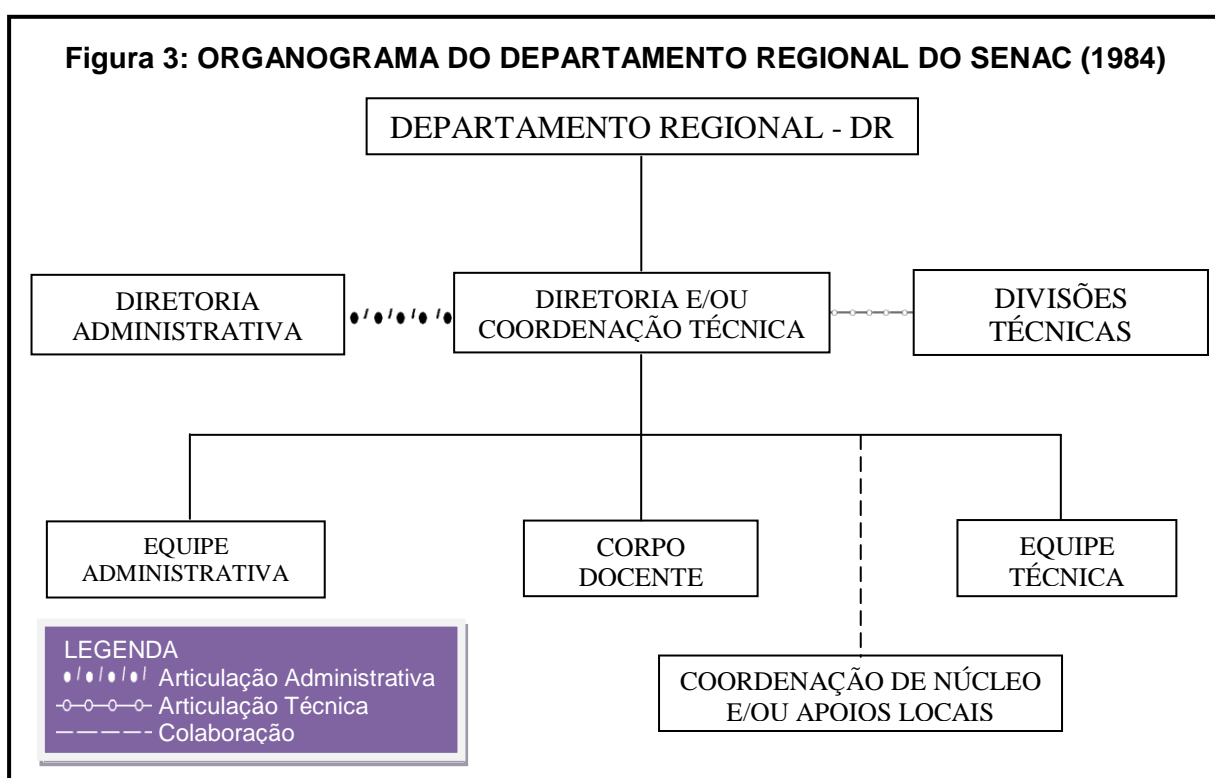 Figura 3: ORGANOGRAMA DO DEPARTAMENTO REGIONAL DO SENAC (1984)
DEPARTAMENTO REGIONAL - DR
DIRETORIA
ADMINISTRATIVA
DIRETORIA E/OU
COORDENAÇÃO TÉCNICA
DIVISÕES
TÉCNICAS
EQUIPE
ADMINISTRATIVA
CORPO
DOCENTE
EQUIPE
TÉCNICA
COORDENAÇÃO DE NÚCLEO
E/OU APOIOS LOCAIS
LEGENDA
Articulação Administrativa
Articulação Técnica
Colaboração